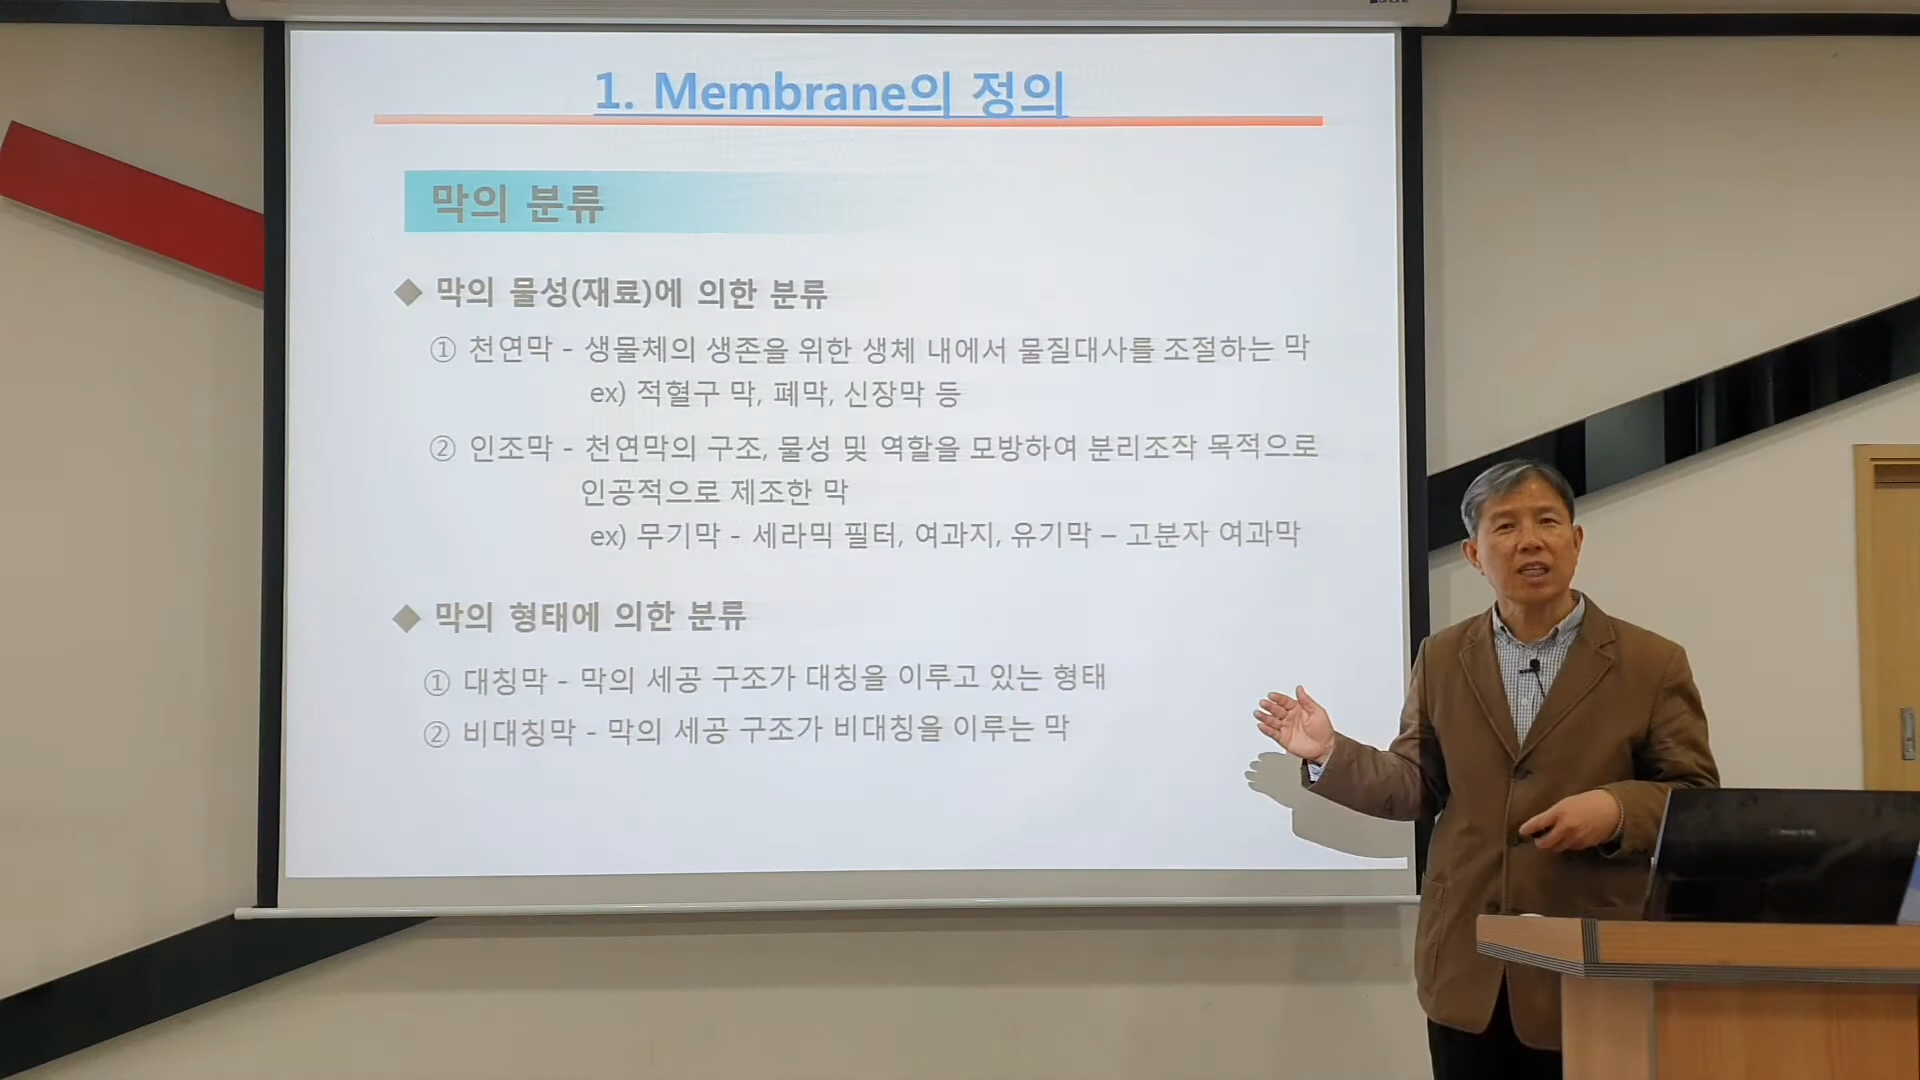 1. Membrane의 정의
막의 분류
◆ 막의 물성(재료)에 의한 분류
① 천연막 - 생물체의 생존을 위한 생체 내에서 물질대사를 조절하는 막
ex) 적혈구 막, 폐막, 신장막 등
② 인조막 - 천연막의 구조, 물성 및 역할을 모방하여 분리조작 목적으로
인공적으로 제조한 막
ex) 무기막 - 세라믹 필터, 여과지, 유기막 – 고분자 여과막
◆ 막의 형태에 의한 분류
① 대칭막 - 막의 세공 구조가 대칭을 이루고 있는 형태
② 비대칭막 - 막의 세공 구조가 비대칭을 이루는 막